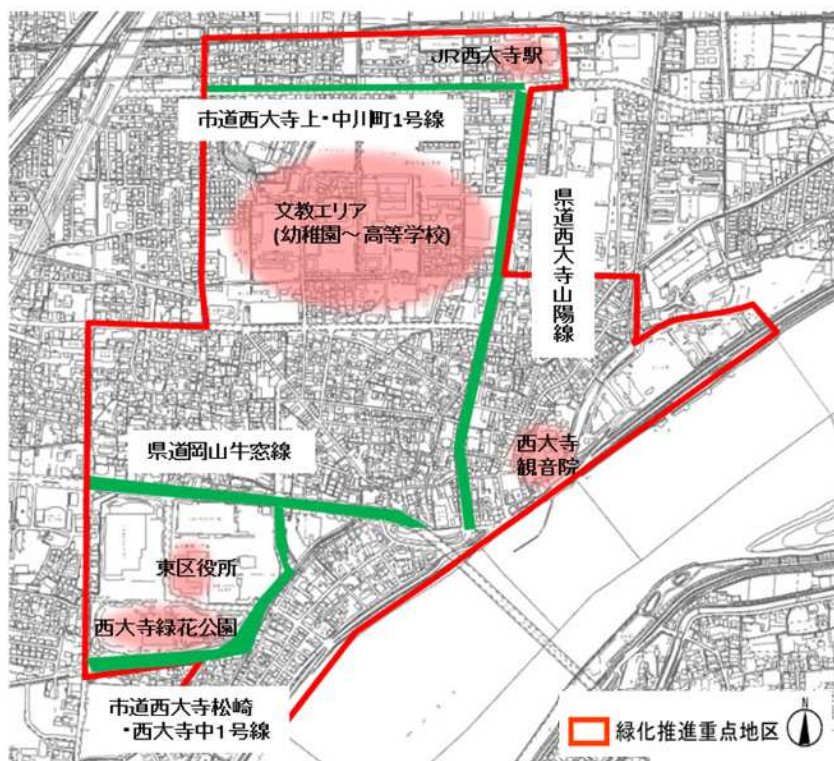 JR西大寺駅
市道西大寺上・中川町1号線
文教エリア
(幼稚園～高等学校)
県道西大寺山陽線
県道岡山牛窓線
西大寺
観音院
東区役所
西大寺緑花公園
市道西大寺松崎
・西大寺中1号線
緑化推進重点地区
N